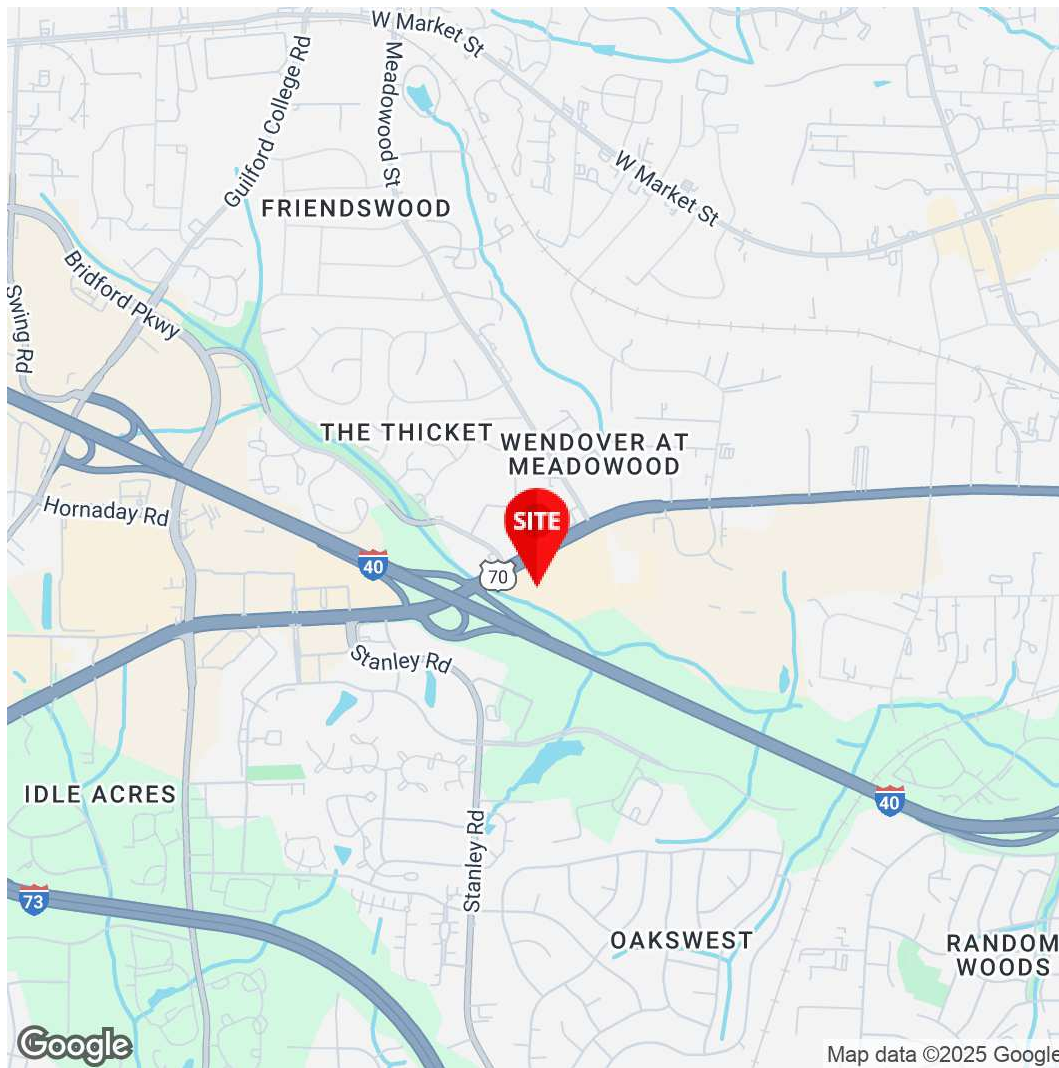 W Market St
Guilford College Rd
Meadowood St
FRIENDSWOOD
W Market St
Bridford Pkwy
Swing Rd
THE THICKET
WENDOVER AT
MEADOWOOD
Hornaday Rd
SITE
40
70
Stanley Rd
IDLE ACRES
40
Stanley Rd
73
OAKSWEST
RANDOM
WOODS
Google
Map data ©2025 Google